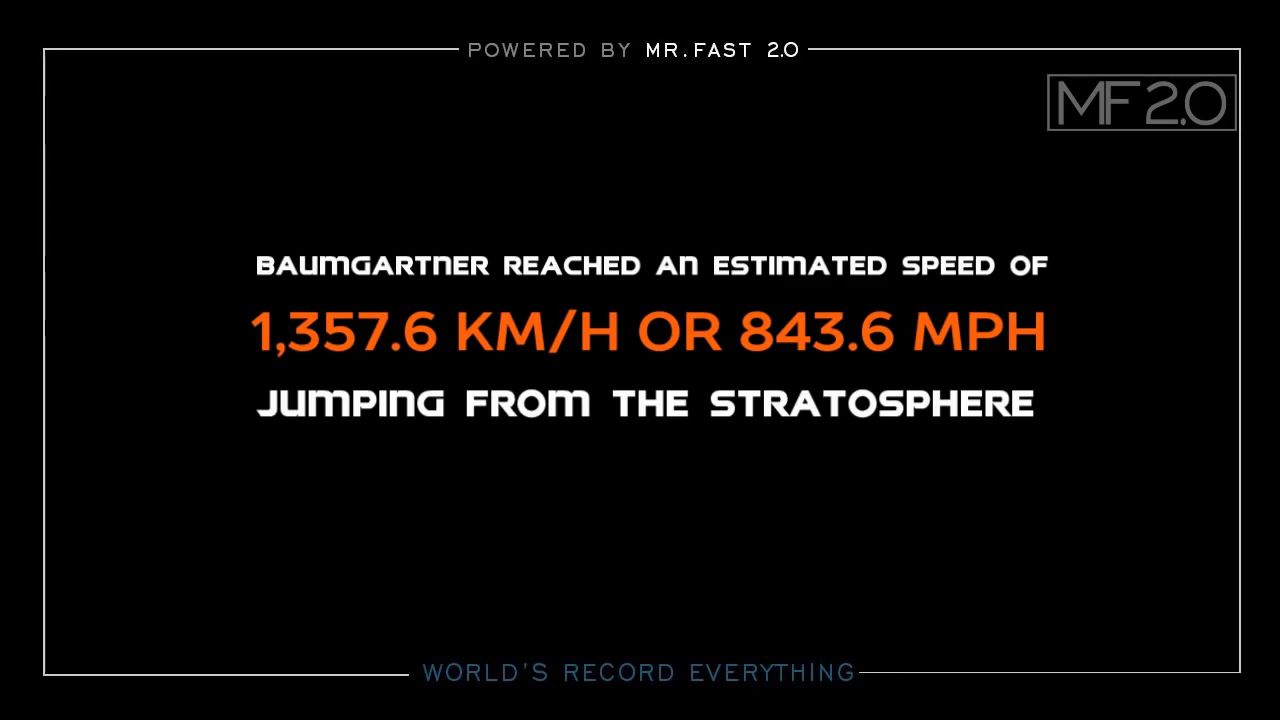 POWERED BY MR.FAST 2.0
MF2.0
BAUMGARTNER REACHED AN ESTIMATED SPEED OF
1,357.6 KM/H OR 843.6 MPH
JUMPING FROM THE STRATOSPHERE
WORLD'S RECORD EVERYTHING